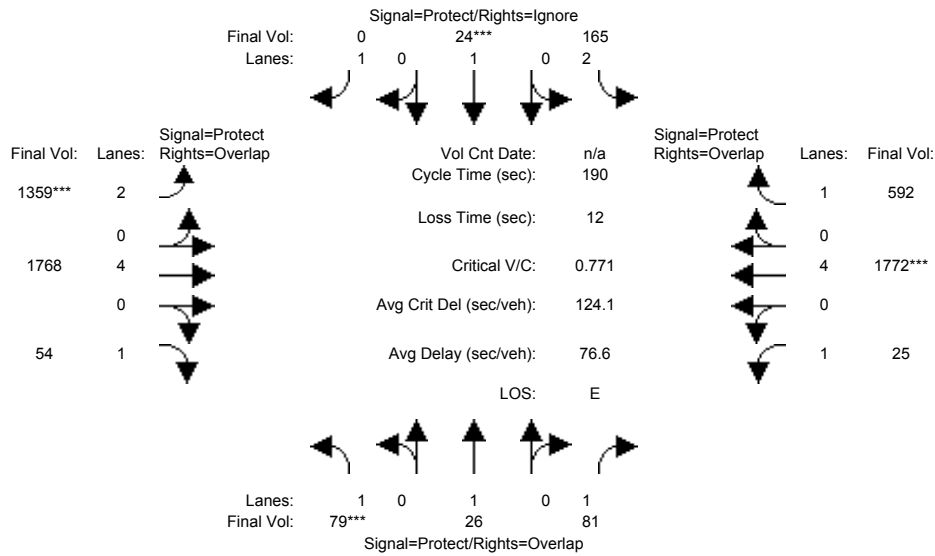 Signal=Protect/Rights=Ignore
Final Vol: 0 24*** 165
Lanes: 1 0 1 0 2
Signal=Protect
Final Vol: Lanes: Rights=Overlap
Vol Cnt Date: n/a
Cycle Time (sec): 190
Signal=Protect
Rights=Overlap Lanes: Final Vol:
1359*** 2
1 592
Loss Time (sec): 12
0
0
1768 4
Critical V/C: 0.771
4 1772***
0
Avg Crit Del (sec/veh): 124.1
0
54 1
Avg Delay (sec/veh): 76.6
1 25
LOS: E
Lanes: 1 0 1 0 1
Final Vol: 79*** 26 81
Signal=Protect/Rights=Overlap